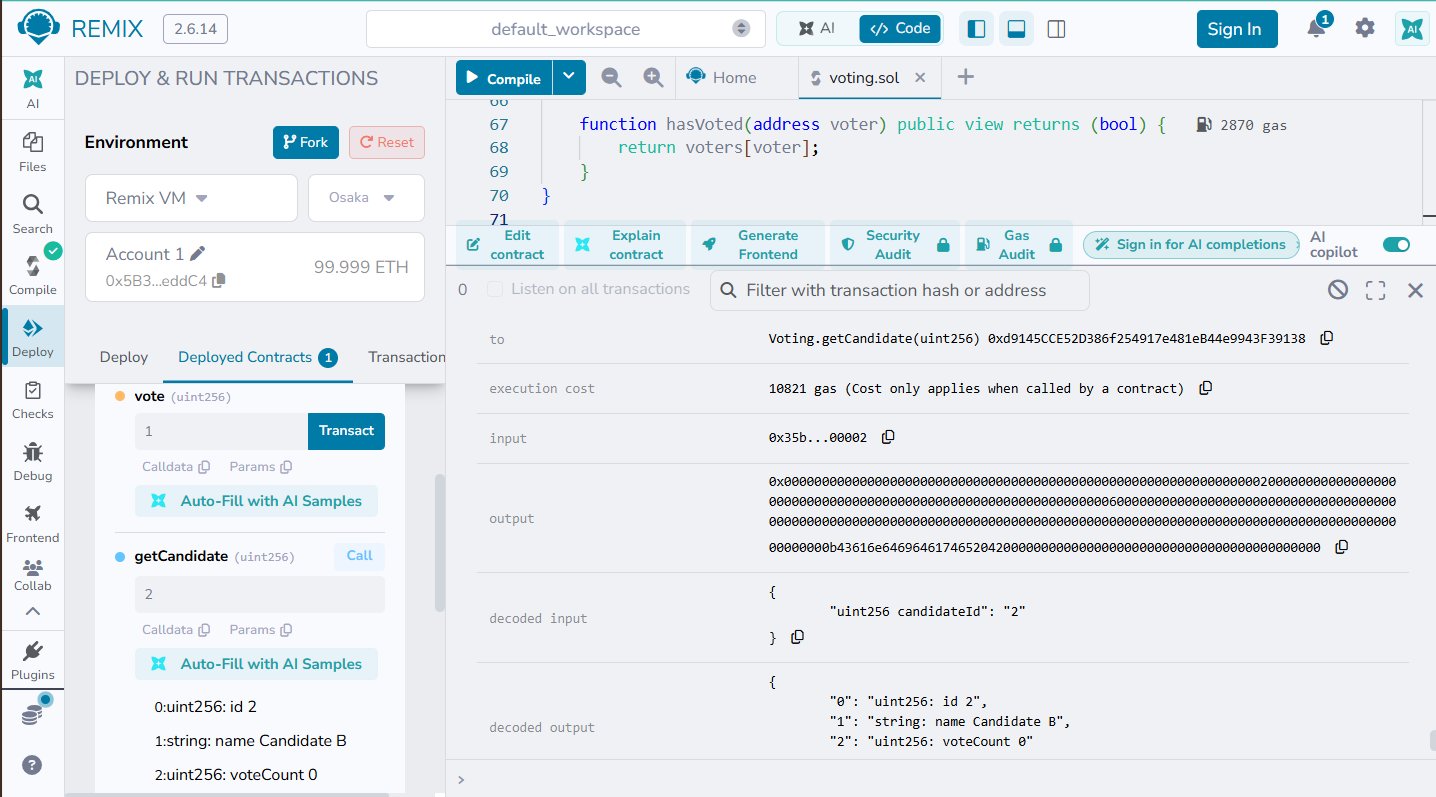 REMIX
2.6.14
default_workspace
AI
Code
Sign In
1
AI
AI
AI
Files
Search
Compile
Deploy
Checks
Debug
Frontend
Collab
Plugins
DEPLOY & RUN TRANSACTIONS
Environment
Fork
Reset
Remix VM
Osaka
Account 1
0x5B3...eddC4
99.999 ETH
Deploy
Deployed Contracts 1
Transaction
vote (uint256)
1
Transact
Calldata
Params
Auto-Fill with AI Samples
getCandidate (uint256)
Call
2
Calldata
Params
Auto-Fill with AI Samples
0:uint256: id 2
1:string: name Candidate B
2:uint256: voteCount 0
Compile
Home
voting.sol
66
67 function hasVoted(address voter) public view returns (bool) { 2870 gas
68 return voters[voter];
69 }
70 }
71
Edit contract
Explain contract
Generate Frontend
Security Audit
Gas Audit
Sign in for AI completions
AI copilot
0
Listen on all transactions
Filter with transaction hash or address
to
Voting.getCandidate(uint256) 0xd9145CCE52D386f254917e481eB44e9943F39138
execution cost
10821 gas (Cost only applies when called by a contract)
input
0x35b...00002
output
0x000000000000000000000000000000000000000000000000000000000000000200000000000000000
00000000000000000000000000000000000000000000060000000000000000000000000000000000000
00000000000000000000000000000000000000000000000000000000000000000000000000000000000
00000000b43616e6469646174652042000000000000000000000000000000000000000000
decoded input
{
"uint256 candidateId": "2"
}
decoded output
{
"0": "uint256: id 2",
"1": "string: name Candidate B",
"2": "uint256: voteCount 0"
>